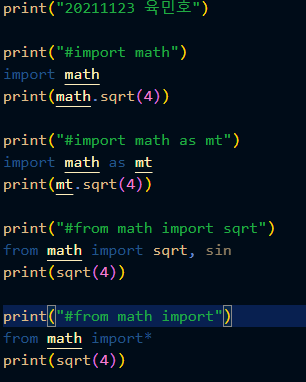 print("20211123 육민호")
print("#import math")
import math
print(math.sqrt(4))
print("#import math as mt")
import math as mt
print(mt.sqrt(4))
print("#from math import sqrt")
from math import sqrt, sin
print(sqrt(4))
print("#from math import")
from math import*
print(sqrt(4))